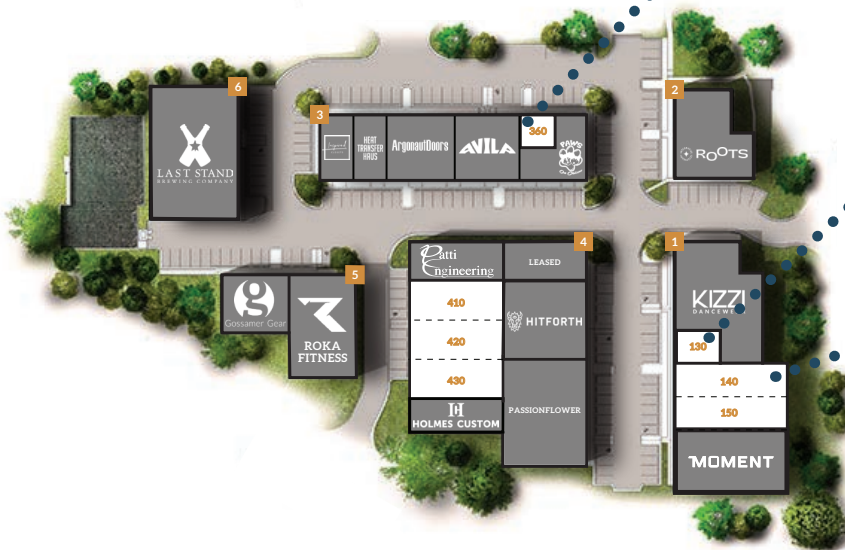 6
LAST STAND
BREWING COMPANY
3
HEAT
TRANSFER
HAUS
ArgonautDoors
AVILA
360
PAWS
2
ROOTS
5
Gossamer Gear
ROKA
FITNESS
4
Patti
Engineering
LEASED
410
420
430
HITFORTH
PASSIONFLOWER
HOLMES CUSTOM
1
KIZZI
DANCEWEAR
130
140
150
MOMENT